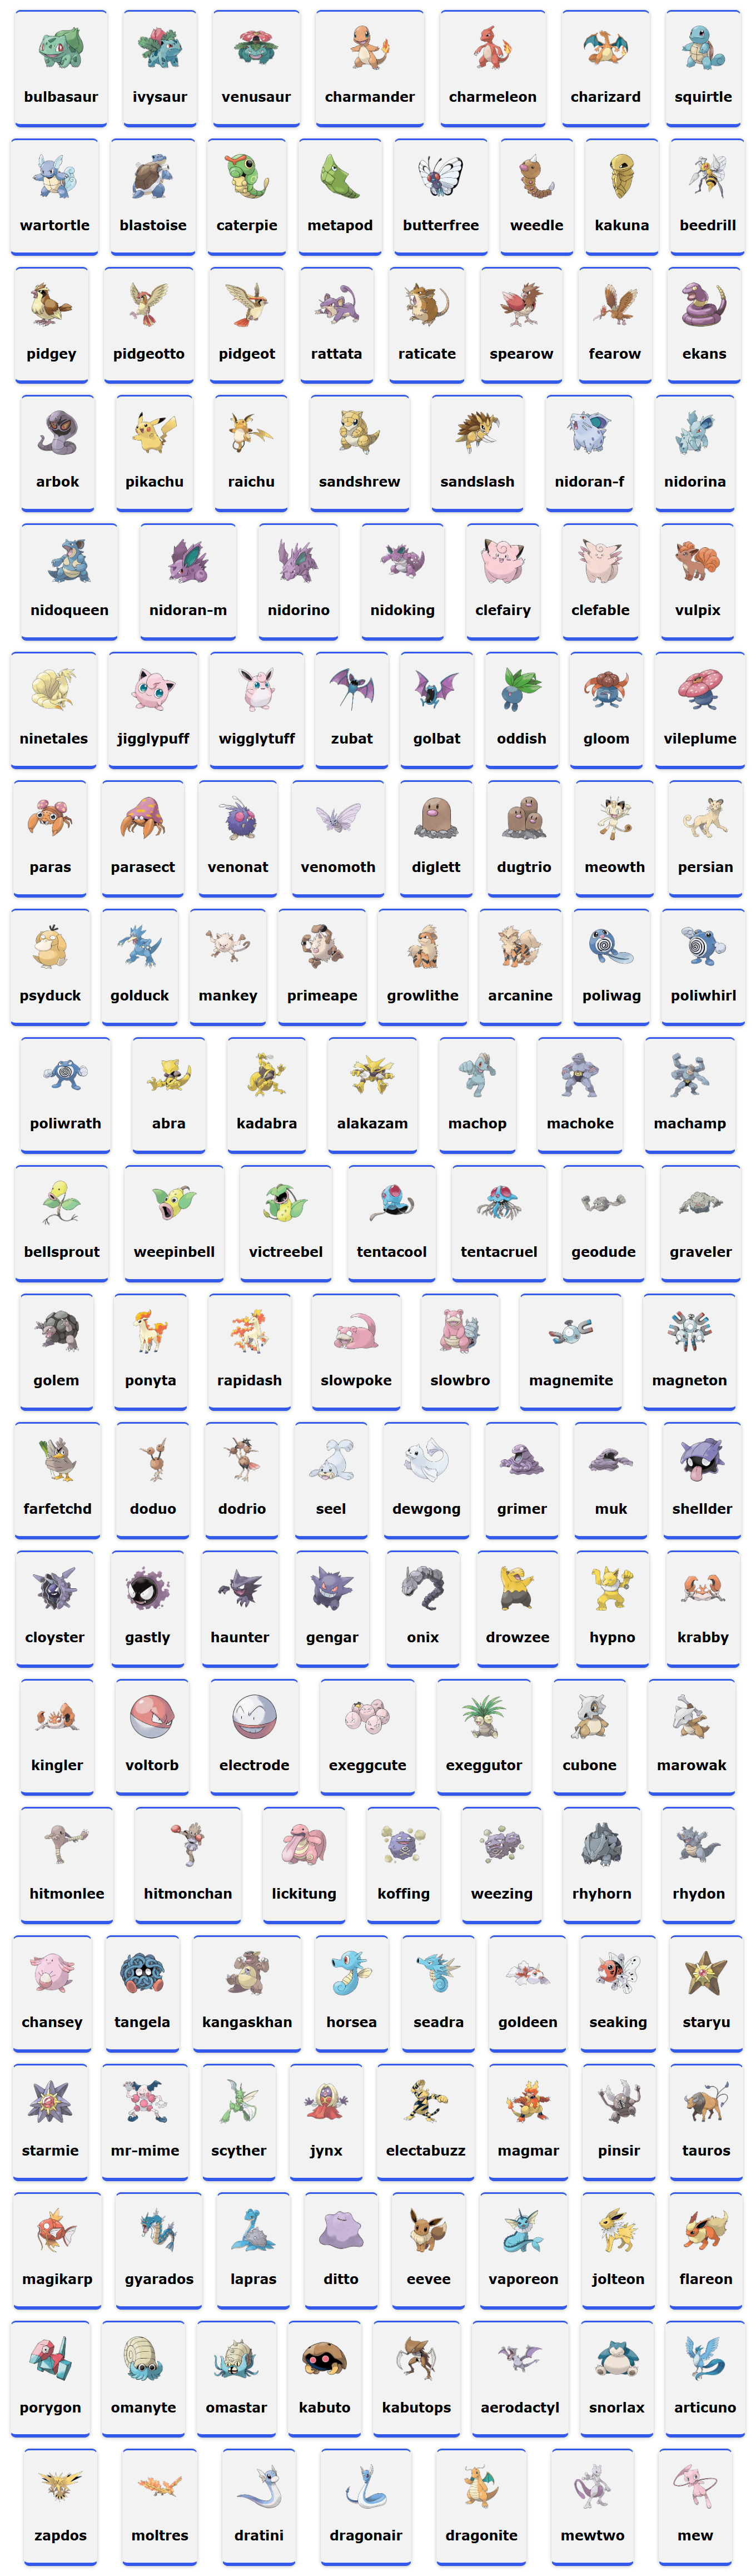 bulbasaur ivysaur venusaur charmander charmeleon charizard squirtle
wartortle blastoise caterpie metapod butterfree weedle kakuna beedrill
pidgey pidgeotto pidgeot rattata raticate spearow fearow ekans
arbok pikachu raichu sandshrew sandslash nidoran-f nidorina
nidoqueen nidoran-m nidorino nidoking clefairy clefable vulpix
ninetales jigglypuff wigglytuff zubat golbat oddish gloom vileplume
paras parasect venonat venomoth diglett dugtrio meowth persian
psyduck golduck mankey primeape growlithe arcanine poliwag poliwhirl
poliwrath abra kadabra alakazam machop machoke machamp
bellsprout weepinbell victreebel tentacool tentacruel geodude graveler
golem ponyta rapidash slowpoke slowbro magnemite magneton
farfetchd doduo dodrio seel dewgong grimer muk shellder
cloyster gastly haunter gengar onix drowzee hypno krabby
kingler voltorb electrode exeggcute exeggutor cubone marowak
hitmonlee hitmonchan lickitung koffing weezing rhyhorn rhydon
chansey tangela kangaskhan horsea seadra goldeen seaking staryu
starmie mr-mime scyther jynx electabuzz magmar pinsir tauros
magikarp gyarados lapras ditto eevee vaporeon jolteon flareon
porygon omanyte omastar kabuto kabutops aerodactyl snorlax articuno
zapdos moltres dratini dragonair dragonite mewtwo mew